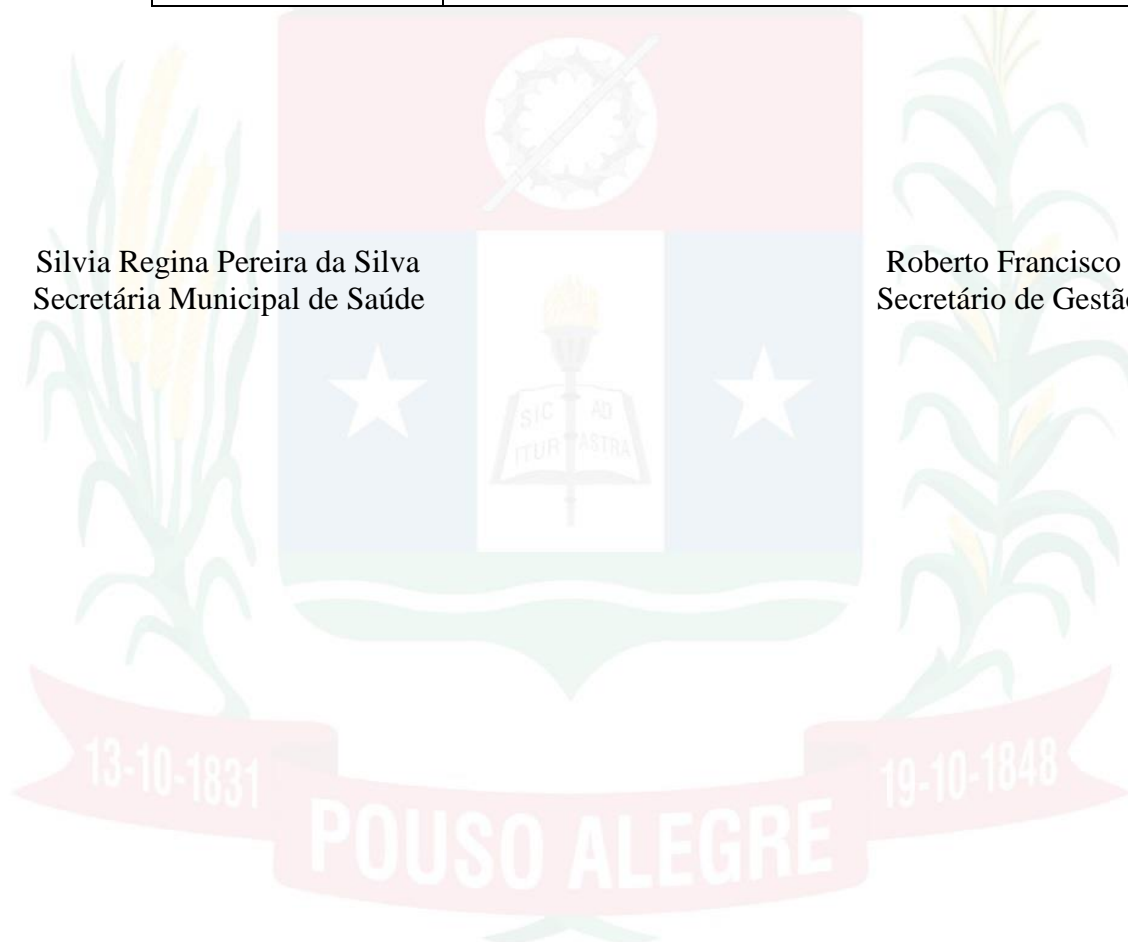 Silvia Regina Pereira da Silva
Secretária Municipal de Saúde
Roberto Francisco
Secretário de Gestão
SIC AD
ITUR ASTRA
13-10-1831
19-10-1848
POUSO ALEGRE